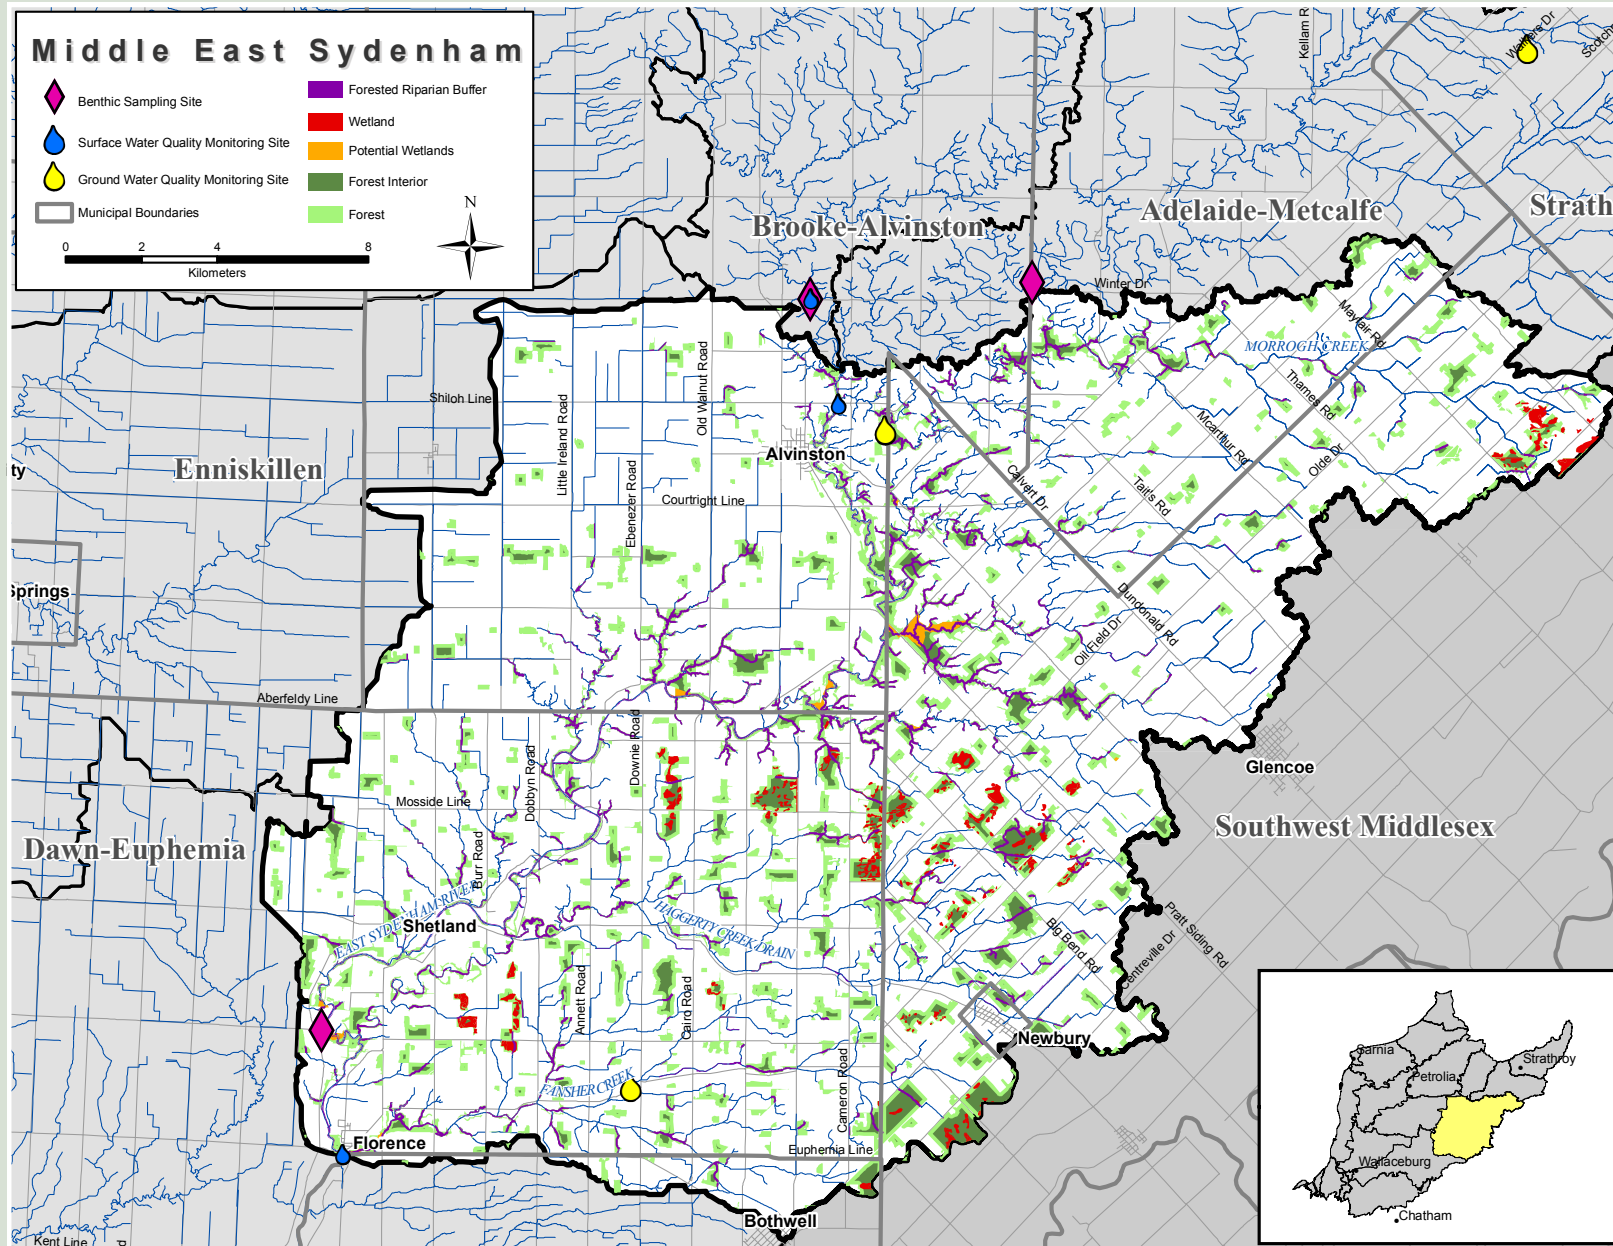 Middle East Sydenham
Benthic Sampling Site
Surface Water Quality Monitoring Site
Ground Water Quality Monitoring Site
Municipal Boundaries
Forested Riparian Buffer
Wetland
Potential Wetlands
Forest Interior
Forest
0 2 4 8
Kilometers
N
Kellam R
Walkers Dr
Scotch
Strath
Adelaide-Metcalfe
Brooke-Alvinston
Winter Dr
Mayfair Rd
MORROGH CREEK
Thames Rd
Mcarthur Rd
Olde Dr
Tait's Rd
Calvert Dr
Shiloh Line
Little Ireland Road
Old Walnut Road
Alvinston
Enniskillen
ty
Ebenezer Road
Courtright Line
Springs
Dundonald Rd
Oil Field Dr
Aberfeldy Line
Downie Road
Dobbyn Road
Mosside Line
Glencoe
Southwest Middlesex
Dawn-Euphemia
Burr Road
EAST SYDENHAM RIVER
Shetland
HAGGERTY CREEK DRAIN
Big Bend Rd
Pratt Siding Rd
Centreville Dr
Annett Road
Cairo Road
Newbury
Cameron Road
FANSHER CREEK
Florence
Euphemia Line
Bothwell
Kent Line
d
Sarnia
Petrolia
Strathroy
Wallaceburg
Chatham